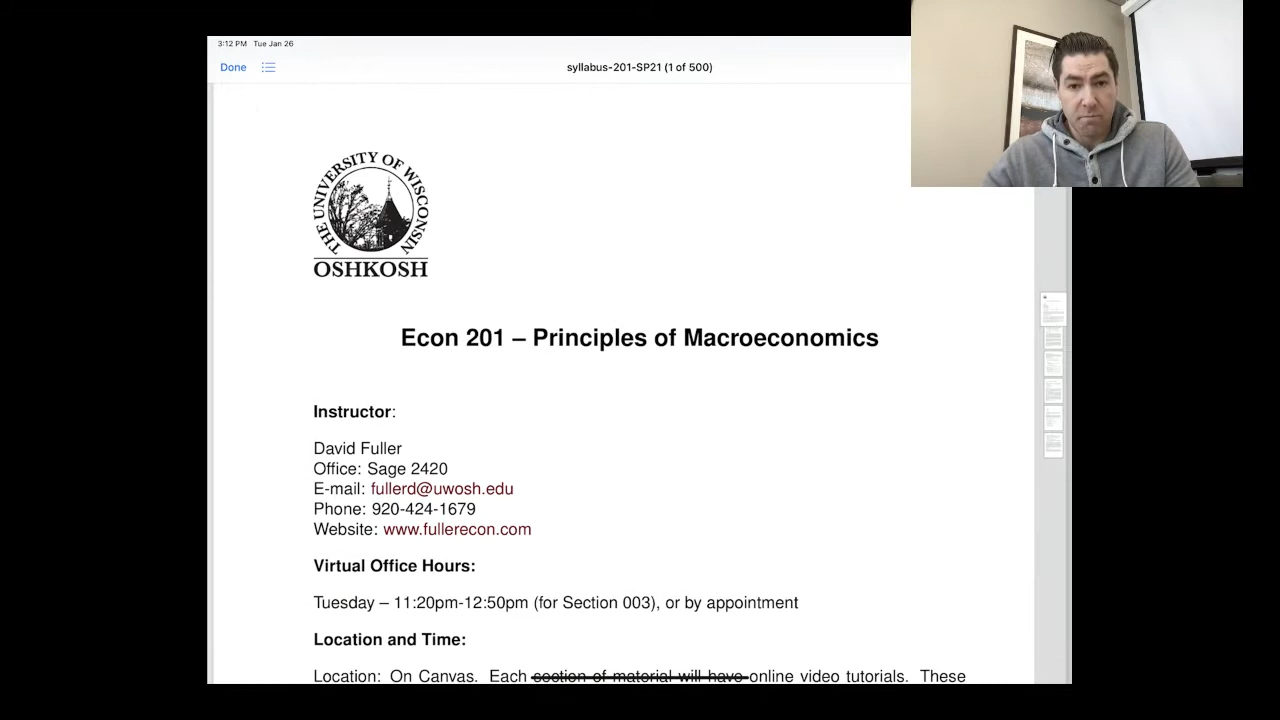 3:12 PM Tue Jan 26
Done
syllabus-201-SP21 (1 of 500)
THE UNIVERSITY OF WISCONSIN
OSHKOSH
Econ 201 – Principles of Macroeconomics
Instructor:
David Fuller
Office: Sage 2420
E-mail: fullerd@uwosh.edu
Phone: 920-424-1679
Website: www.fullerecon.com
Virtual Office Hours:
Tuesday – 11:20pm-12:50pm (for Section 003), or by appointment
Location and Time:
Location: On Canvas. Each section of material will have online video tutorials. These